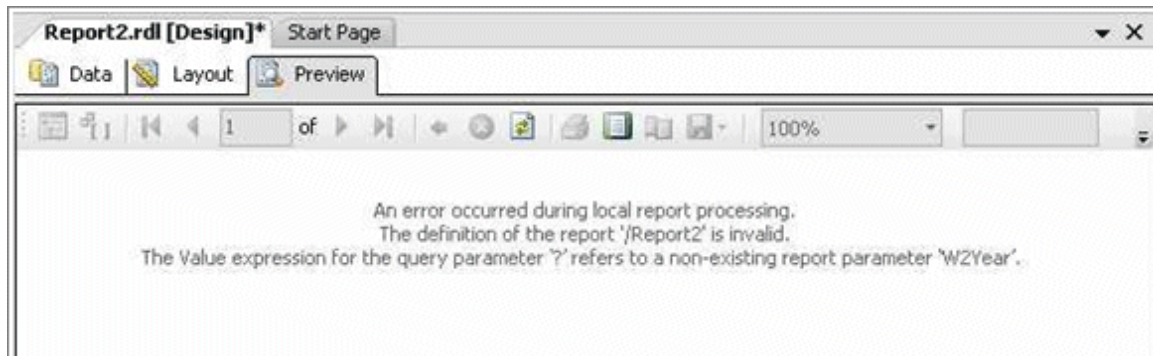 Report2.rdl [Design]* Start Page
Data Layout Preview
1 of 100%
An error occurred during local report processing.
The definition of the report '/Report2' is invalid.
The Value expression for the query parameter '?' refers to a non-existing report parameter 'W2Year'.